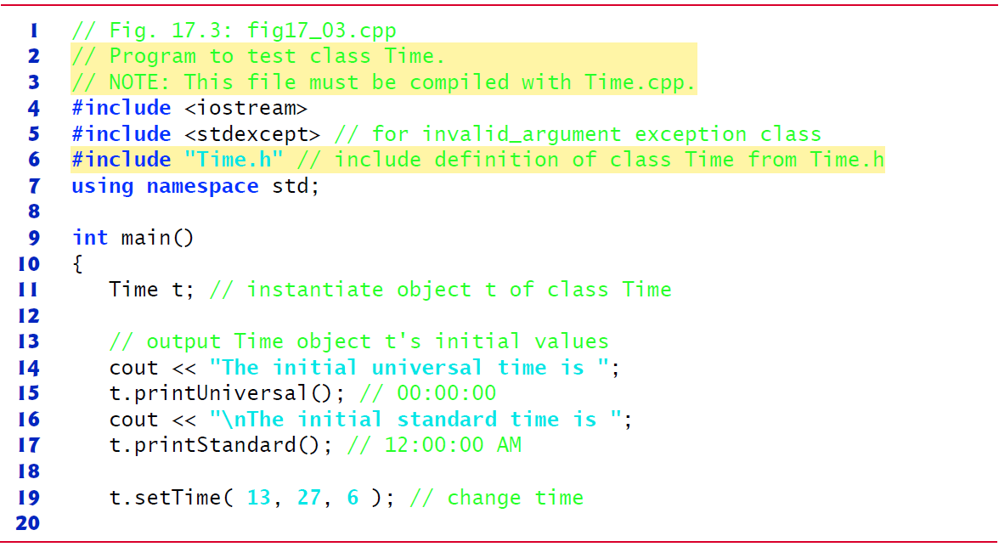 1 // Fig. 17.3: fig17_03.cpp
2 // Program to test class Time.
3 // NOTE: This file must be compiled with Time.cpp.
4 #include <iostream>
5 #include <stdexcept> // for invalid_argument exception class
6 #include "Time.h" // include definition of class Time from Time.h
7 using namespace std;
8
9 int main()
10 {
11    Time t; // instantiate object t of class Time
12
13    // output Time object t's initial values
14    cout << "The initial universal time is ";
15    t.printUniversal(); // 00:00:00
16    cout << "\nThe initial standard time is ";
17    t.printStandard(); // 12:00:00 AM
18
19    t.setTime( 13, 27, 6 ); // change time
20